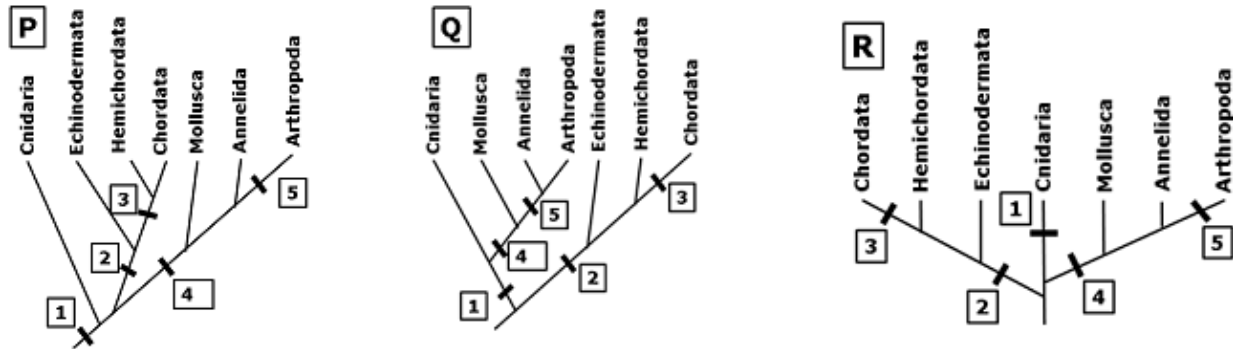 P
Cnidaria
Echinodermata
Hemichordata
Chordata
Mollusca
Annelida
Arthropoda
1
2
3
4
5
Q
Cnidaria
Mollusca
Annelida
Arthropoda
Echinodermata
Hemichordata
Chordata
1
4
5
2
3
R
Chordata
Hemichordata
Echinodermata
Cnidaria
Mollusca
Annelida
Arthropoda
1
3
5
2
4